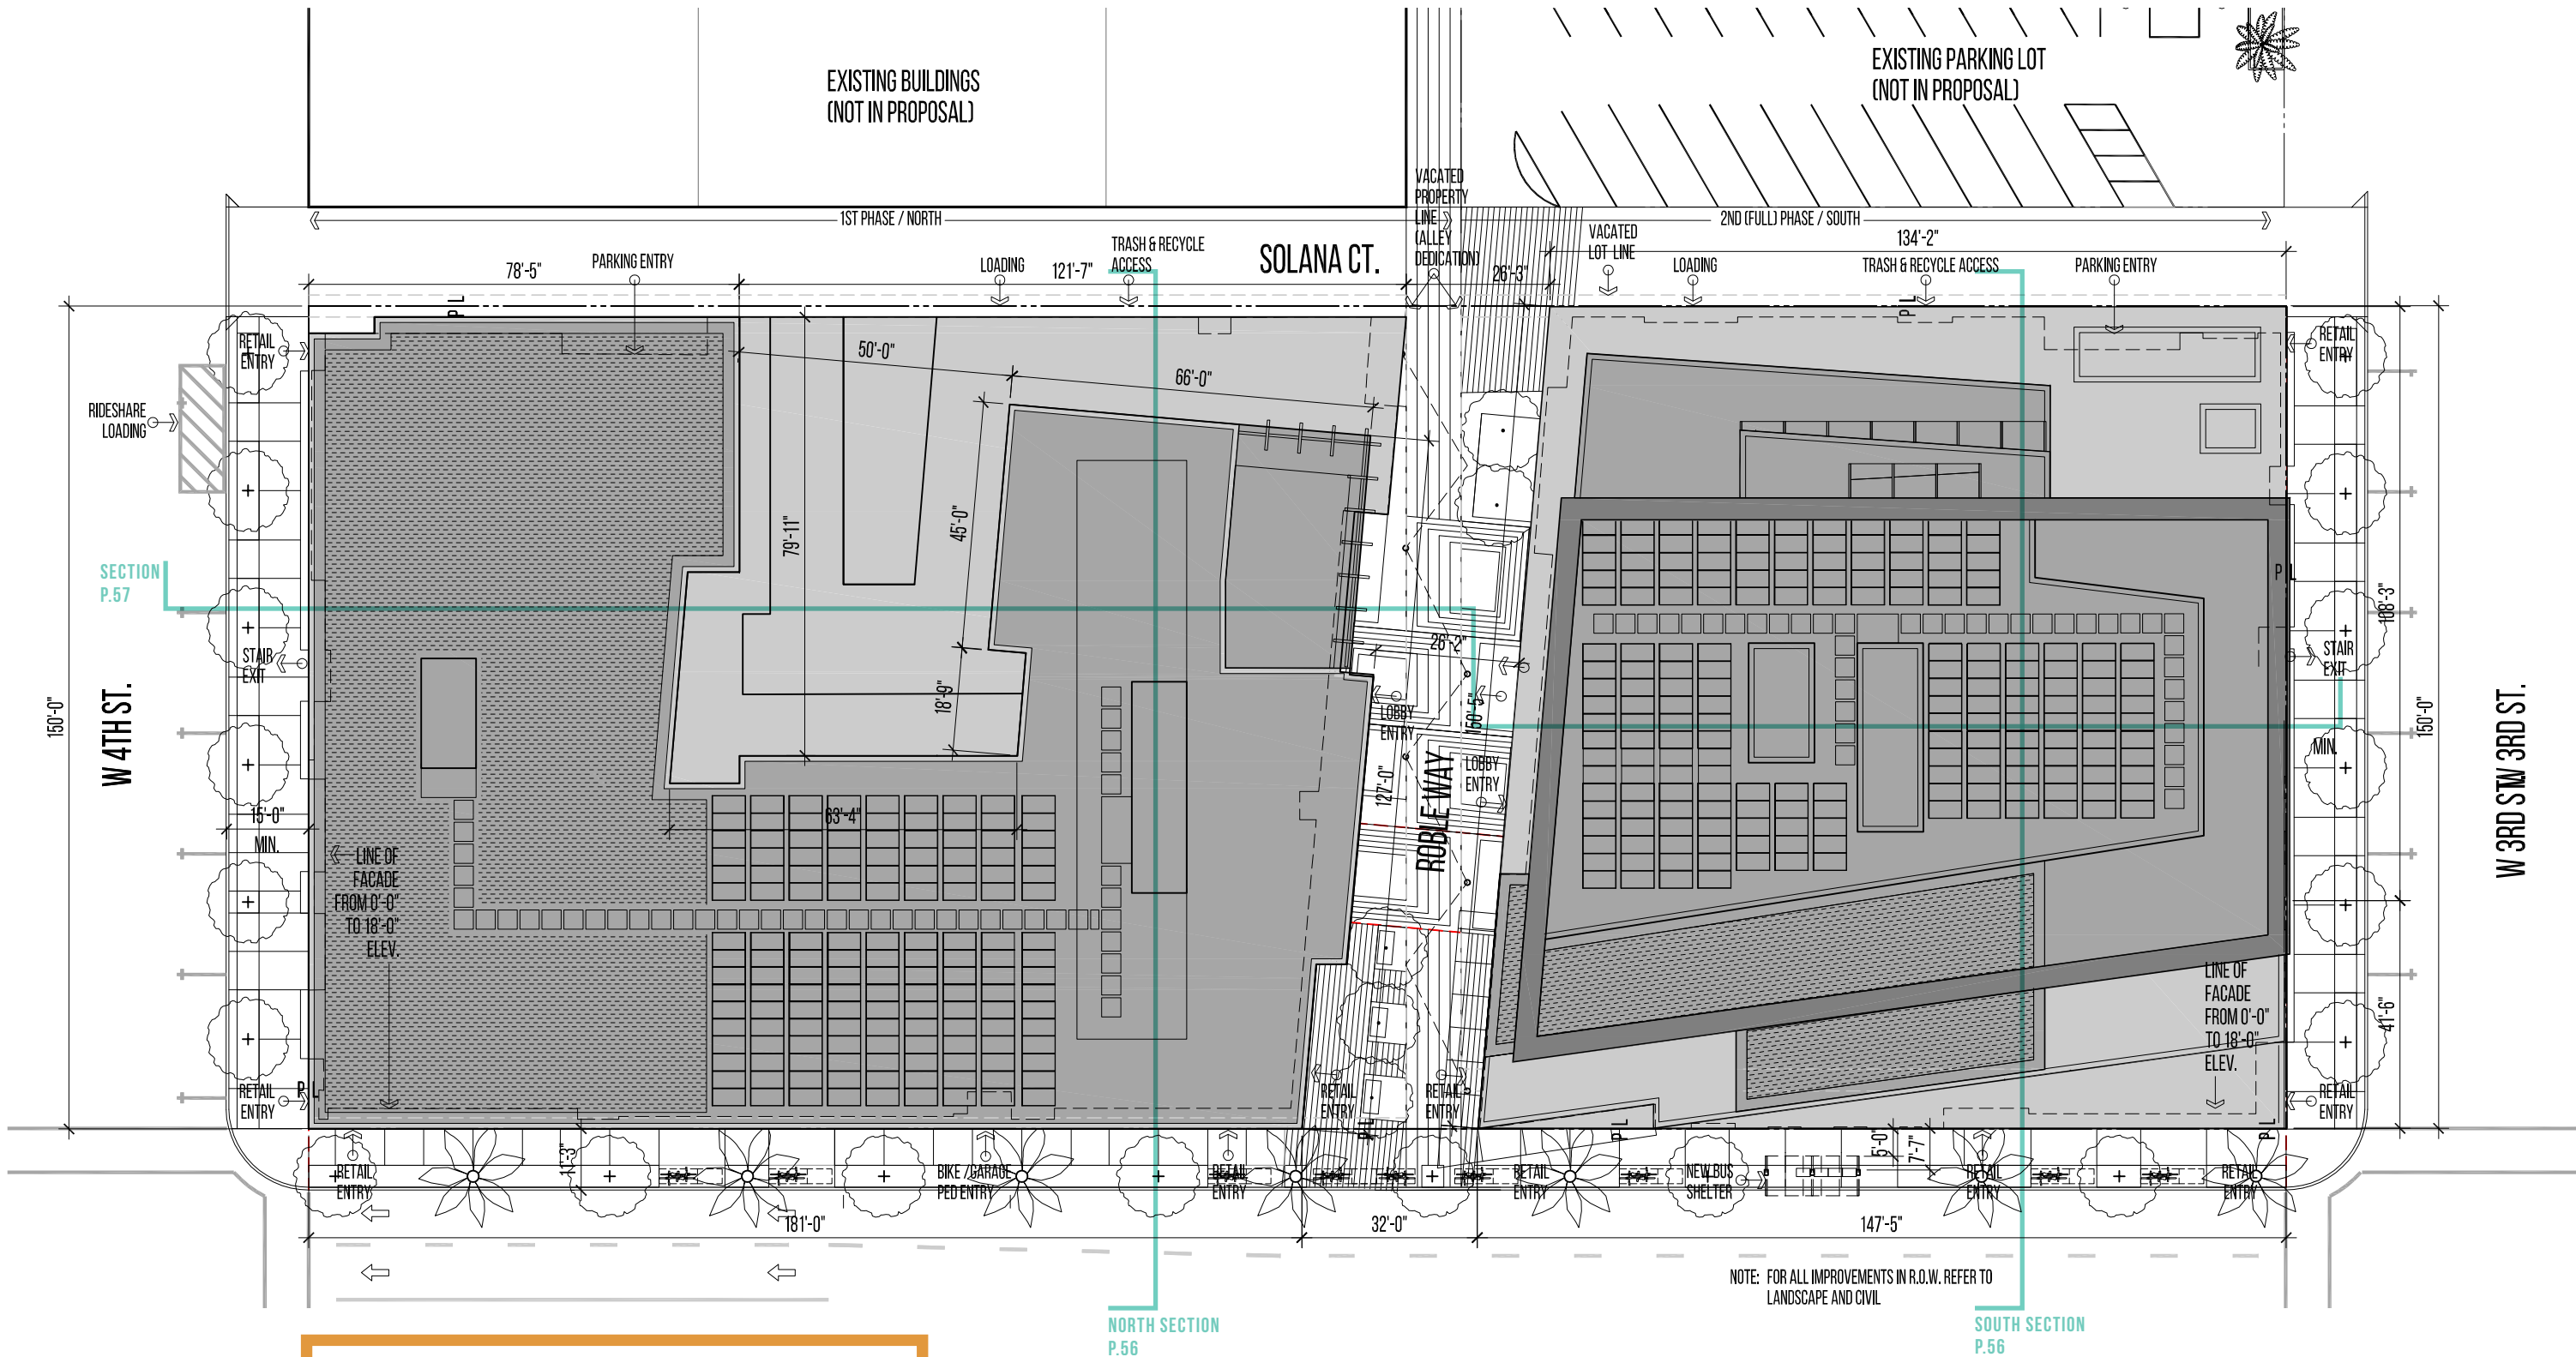 EXISTING BUILDINGS
(NOT IN PROPOSAL)
EXISTING PARKING LOT
(NOT IN PROPOSAL)
1ST PHASE / NORTH
VACATED
PROPERTY
LINE
(ALLEY
DEDICATION)
2ND (FULL) PHASE / SOUTH
78'-5"
PARKING ENTRY
LOADING
121'-7"
TRASH & RECYCLE
ACCESS
SOLANA CT.
26'-3"
VACATED
LOT LINE
LOADING
134'-2"
TRASH & RECYCLE ACCESS
PARKING ENTRY
P L
P L
RETAIL
ENTRY
RETAIL
ENTRY
50'-0"
66'-0"
RIDESHARE
LOADING
45'-0"
79'-11"
SECTION
P.57
P L
108'-3"
26'-2"
STAIR
EXIT
STAIR
EXIT
18'-9"
150'-0"
W 4TH ST.
LOBBY
ENTRY
150'-5"
MIN.
150'-0"
W 3RD ST.
W 3RD ST.
LOBBY
ENTRY
127'-0"
ROBLE WAY
15'-0"
MIN.
63'-4"
LINE OF
FACADE
FROM 0'-0"
TO 18'-0"
ELEV.
LINE OF
FACADE
FROM 0'-0"
TO 18'-0"
ELEV.
41'-6"
RETAIL
ENTRY
P L
RETAIL
ENTRY
RETAIL
ENTRY
RETAIL
ENTRY
P L
P L
P L
11'-3"
5'-0"
7'-7"
RETAIL
ENTRY
BIKE / GARAGE
PED ENTRY
RETAIL
ENTRY
RETAIL
ENTRY
NEW BUS
SHELTER
RETAIL
ENTRY
RETAIL
ENTRY
181'-0"
32'-0"
147'-5"
NOTE: FOR ALL IMPROVEMENTS IN R.O.W. REFER TO
LANDSCAPE AND CIVIL
NORTH SECTION
P.56
SOUTH SECTION
P.56